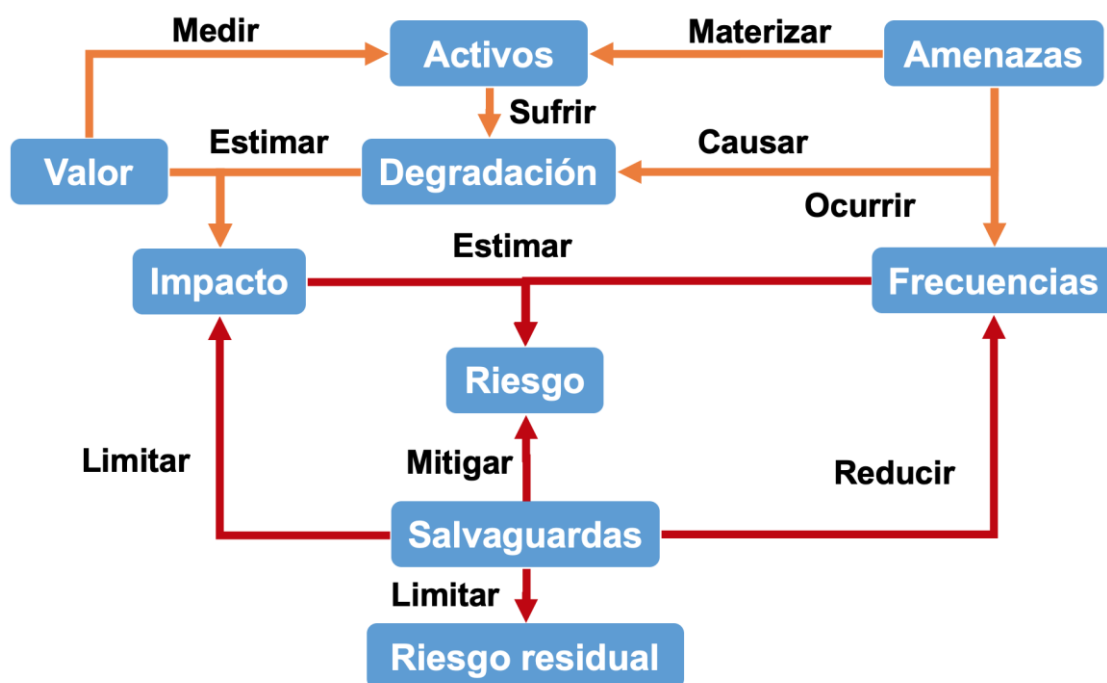 Medir
Activos
Materizar
Amenazas
Sufrir
Estimar
Causar
Valor
Degradación
Ocurrir
Estimar
Impacto
Frecuencias
Riesgo
Limitar
Mitigar
Reducir
Salvaguardas
Limitar
Riesgo residual